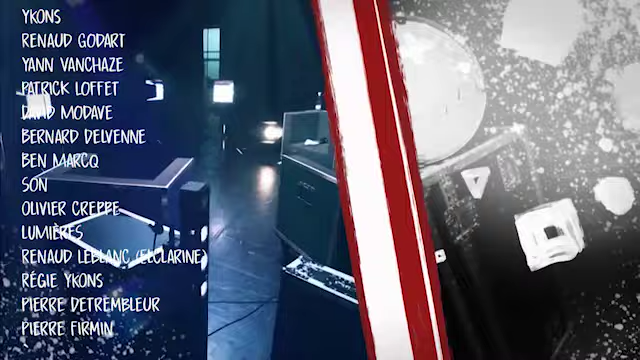 YKONS
RENAUD GODART
YANN VANCHAZE
PATRICK LOFFET
DAVID MODAVE
BERNARD DELVENNE
BEN MARCQ
SON
OLIVIER CREPPE
LUMIÈRES
RENAUD LEBLANC (ELCLARINE)
RÉGIE YKONS
PIERRE DETREMBLEUR
PIERRE FIRMIN